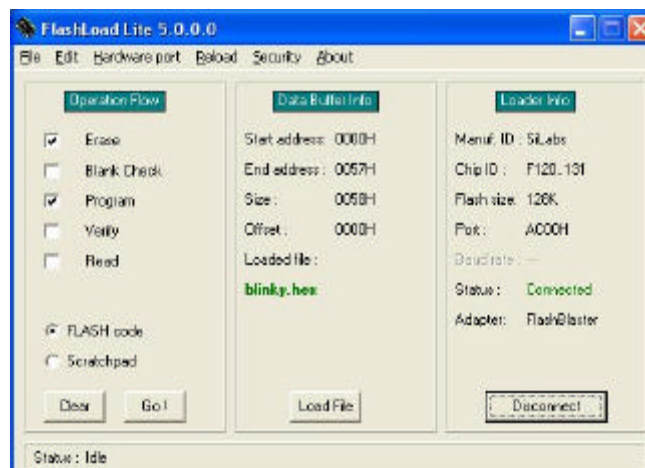 FlashLoad Lite 5.0.0.0
File Edit Hardware port Reload Security About
Operation Flow
Erase
Blank Check
Program
Verify
Read
FLASH code
Scratchpad
Clear Go !
Data Buffer Info
Start address: 0000H
End address : 0057H
Size : 0058H
Offset : 0000H
Loaded file :
blinky.hex
Load File
Loader Info
Manuf. ID : SiLabs
Chip ID : F120..131
Flash size: 128K
Port : AC00H
Baud rate : ---
Status : Connected
Adapter: FlashBlaster
Disconnect
Status : Idle